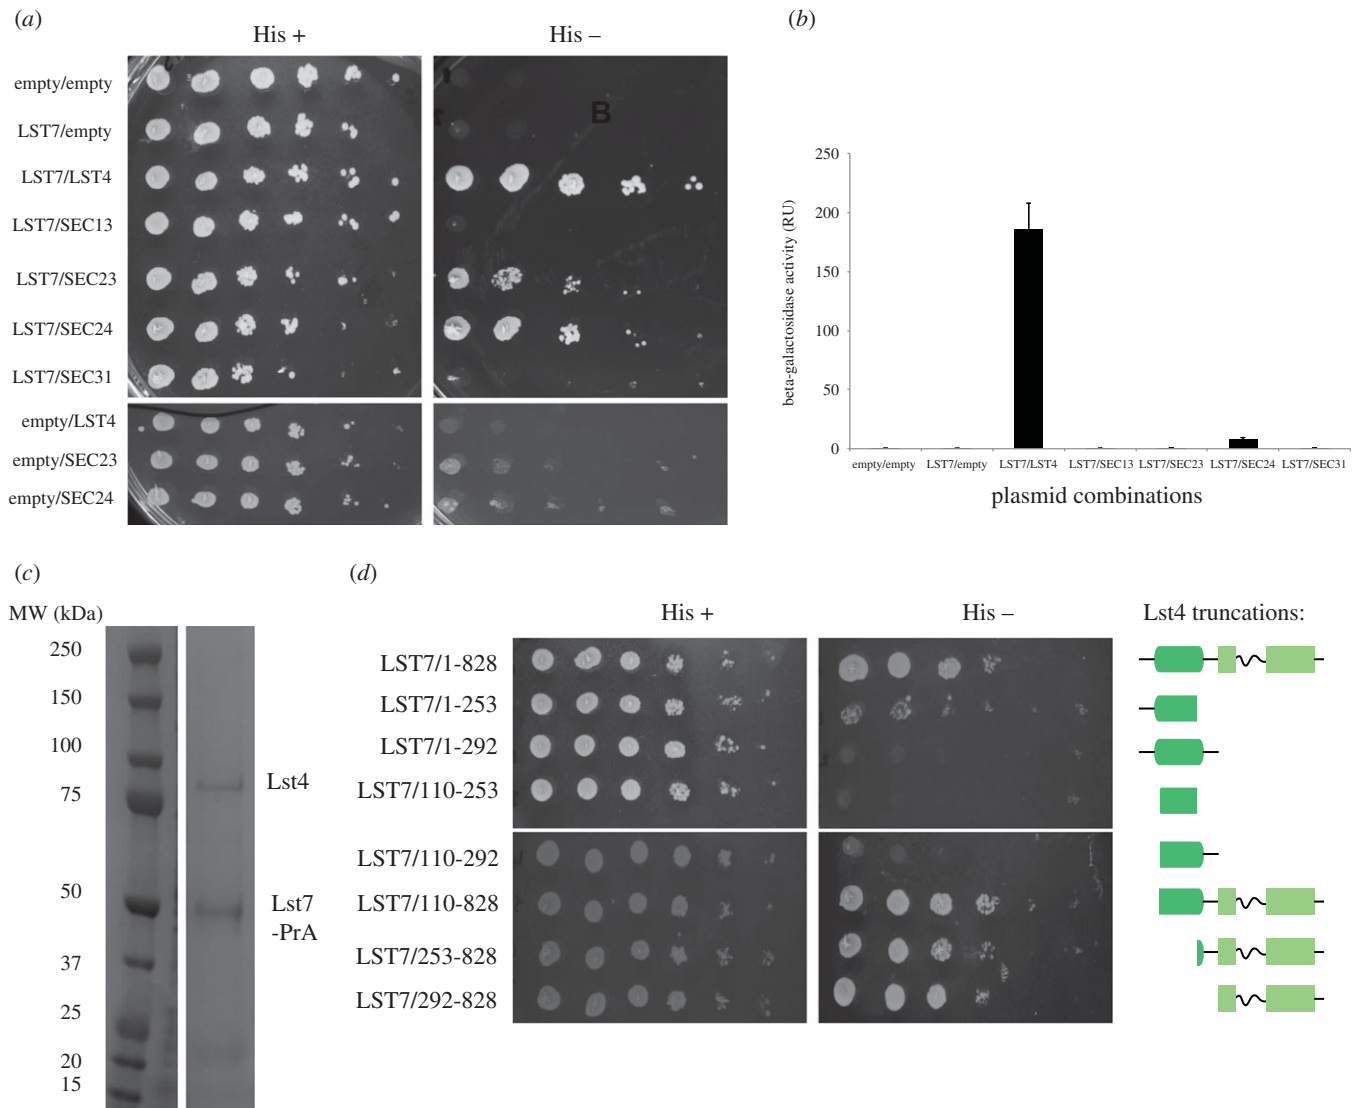 (a)
His +
His –
empty/empty
LST7/empty
LST7/LST4
LST7/SEC13
LST7/SEC23
LST7/SEC24
LST7/SEC31
empty/LST4
empty/SEC23
empty/SEC24
B
(b)
beta-galactosidase activity (RU)
250
200
150
100
50
0
empty/empty LST7/empty LST7/LST4 LST7/SEC13 LST7/SEC23 LST7/SEC24 LST7/SEC31
plasmid combinations
(c)
MW (kDa)
250
150
100
75
50
37
25
20
15
Lst4
Lst7
-PrA
(d)
His +
His –
Lst4 truncations:
LST7/1-828
LST7/1-253
LST7/1-292
LST7/110-253
LST7/110-292
LST7/110-828
LST7/253-828
LST7/292-828